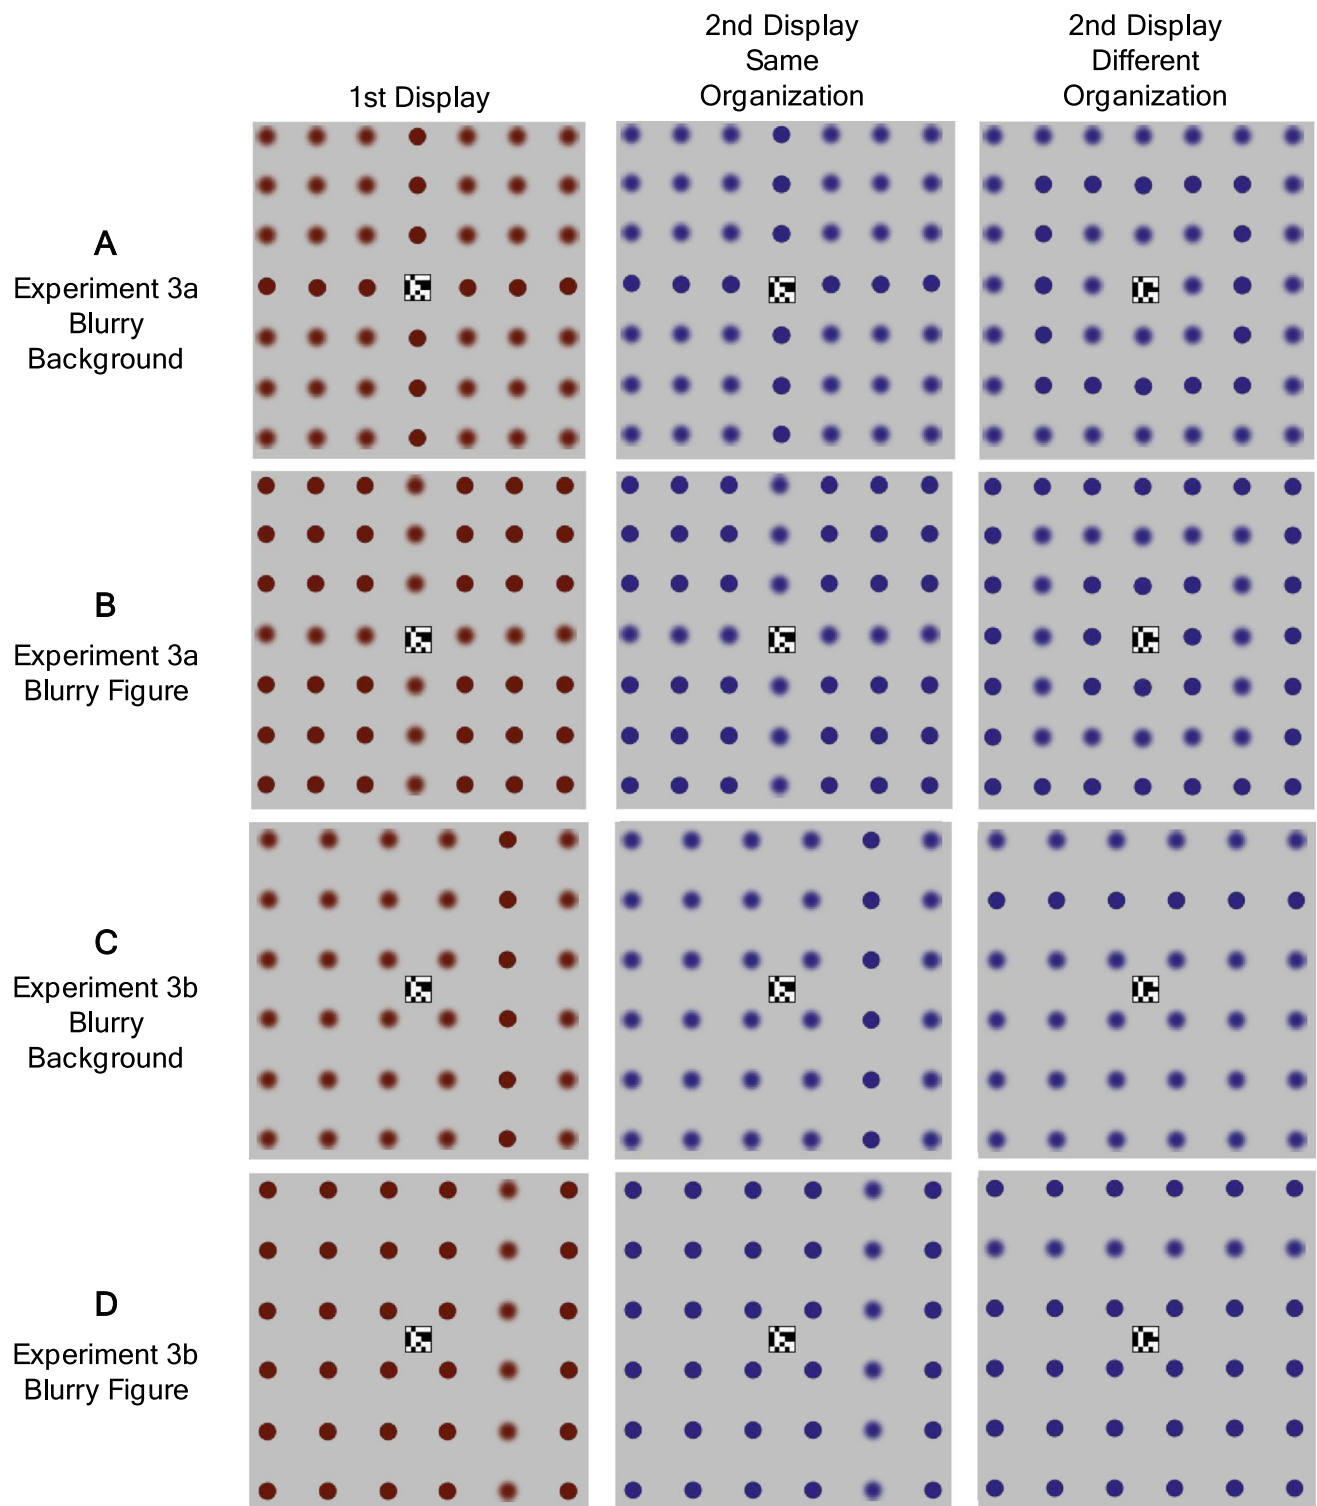 2nd Display
Same
Organization
2nd Display
Different
Organization
1st Display
A
Experiment 3a
Blurry
Background
B
Experiment 3a
Blurry Figure
C
Experiment 3b
Blurry
Background
D
Experiment 3b
Blurry Figure